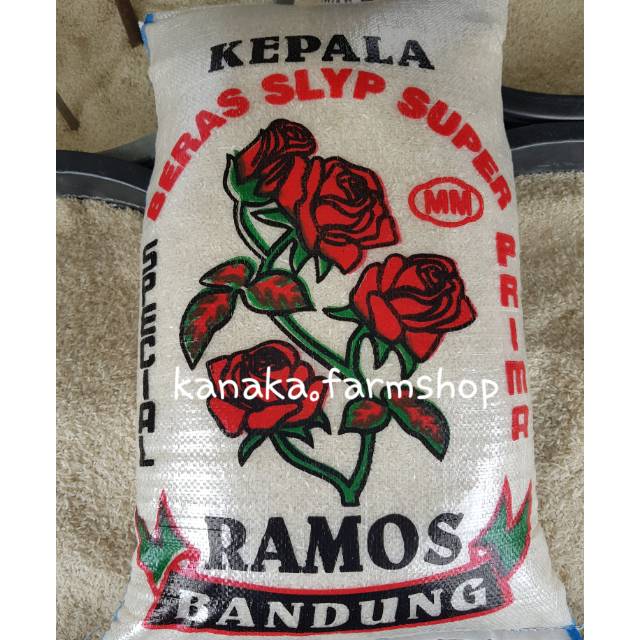 KEPALA
BERAS SLYP SUPER
MM
SPECIAL
PRIMA
kanaka.farmshop
RAMOS
BANDUNG